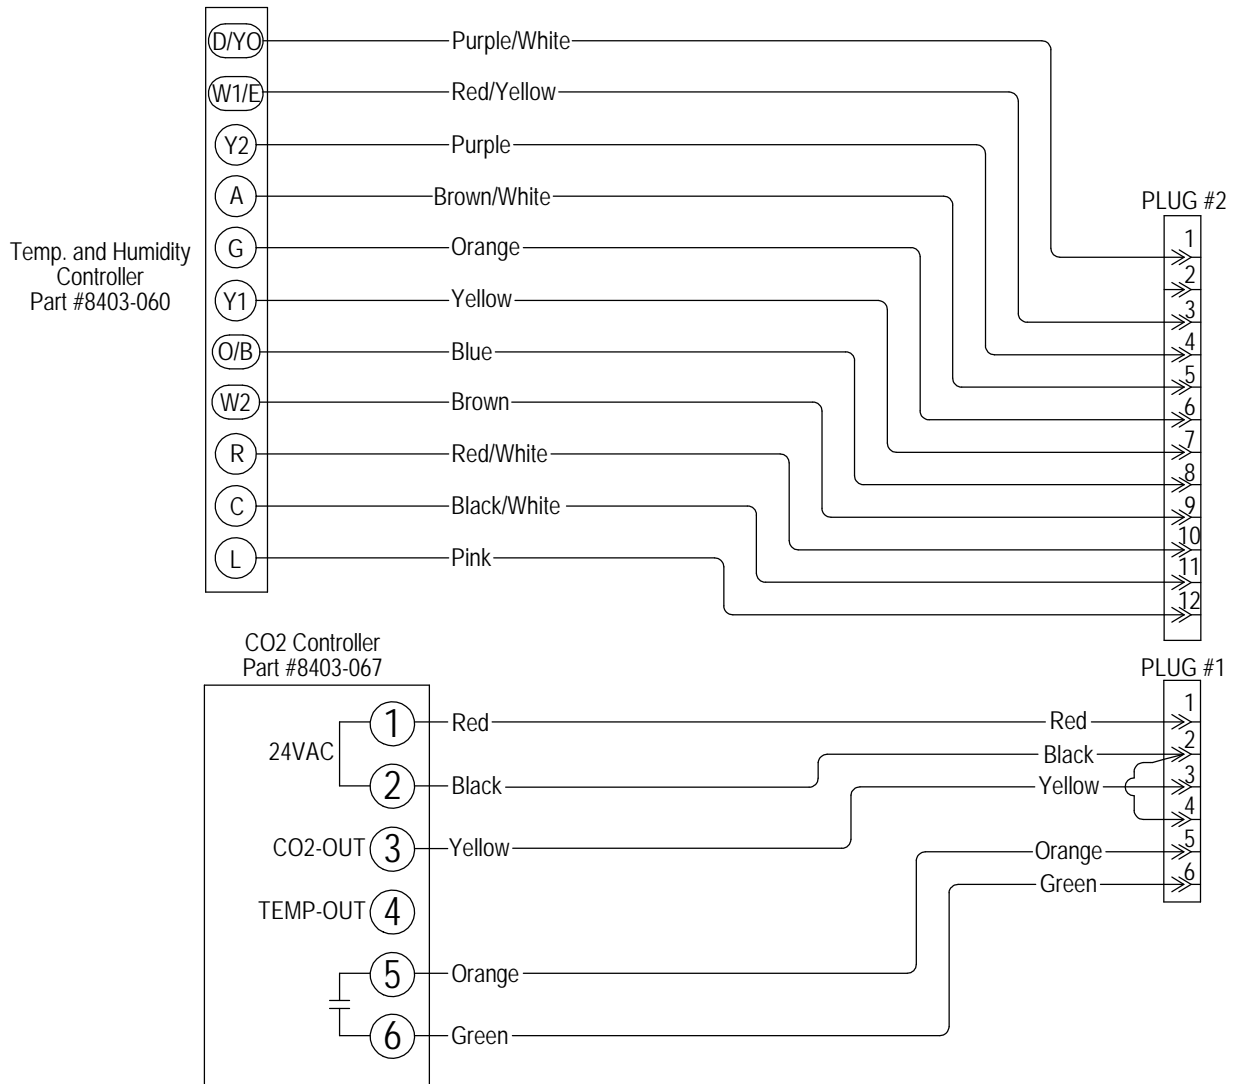 D/YO Purple/White
W1/E Red/Yellow
Y2 Purple
A Brown/White
G Orange
Y1 Yellow
O/B Blue
W2 Brown
R Red/White
C Black/White
L Pink
Temp. and Humidity
Controller
Part #8403-060
PLUG #2
1
2
3
4
5
6
7
8
9
10
11
12
CO2 Controller
Part #8403-067
24VAC
1 Red
2 Black
CO2-OUT 3 Yellow
TEMP-OUT 4
5 Orange
6 Green
PLUG #1
1
Red
2
Black
3
Yellow
4
5
Orange
6
Green